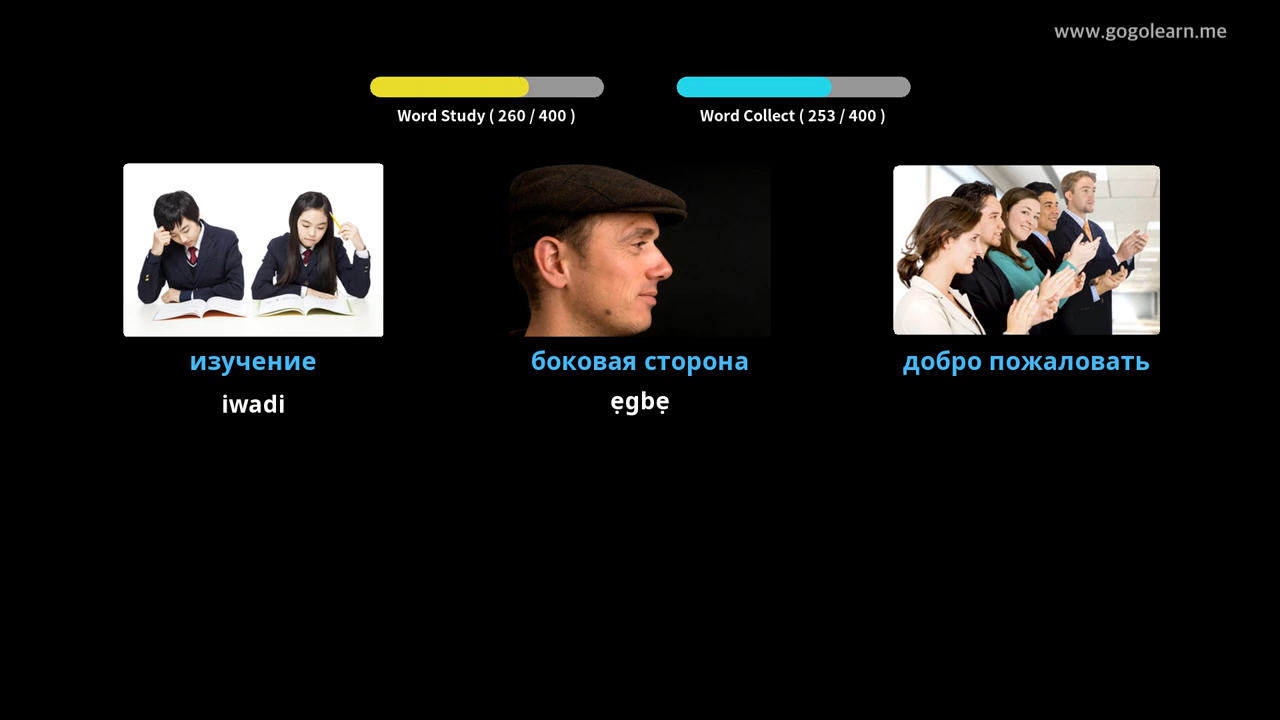 www.gogolearn.me
Word Study ( 260 / 400 )
Word Collect ( 253 / 400 )
изучение
боковая сторона
добро пожаловать
iwadi
ẹgbẹ